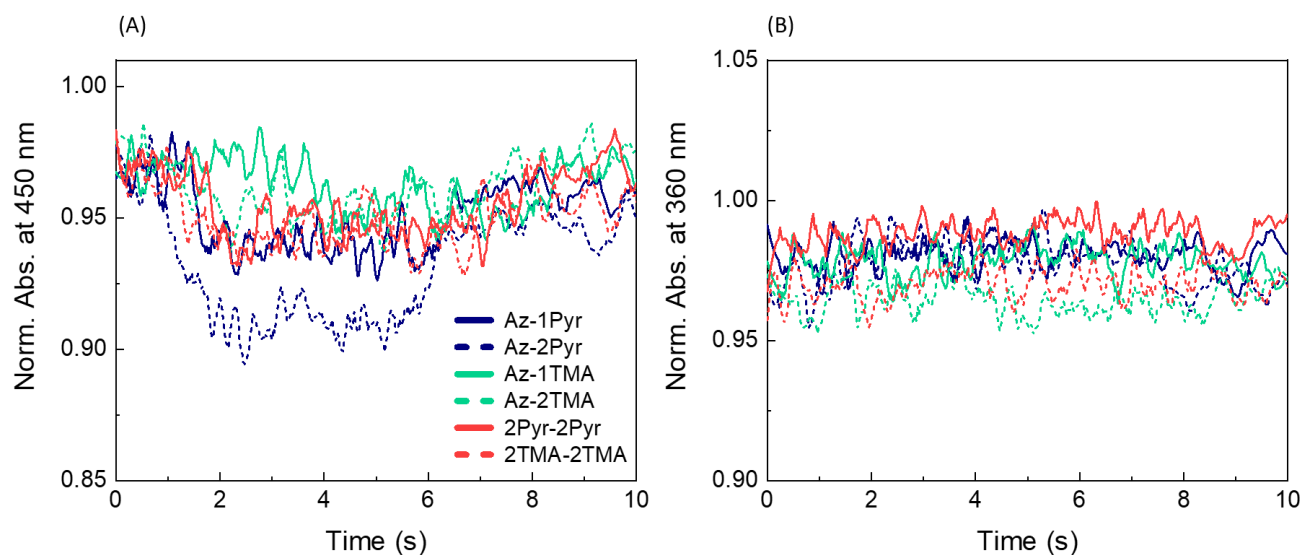 (A)
Norm. Abs. at 450 nm
1.00
0.95
0.90
0.85
Az-1Pyr
Az-2Pyr
Az-1TMA
Az-2TMA
2Pyr-2Pyr
2TMA-2TMA
0 2 4 6 8 10
Time (s)
(B)
Norm. Abs. at 360 nm
1.05
1.00
0.95
0.90
0 2 4 6 8 10
Time (s)